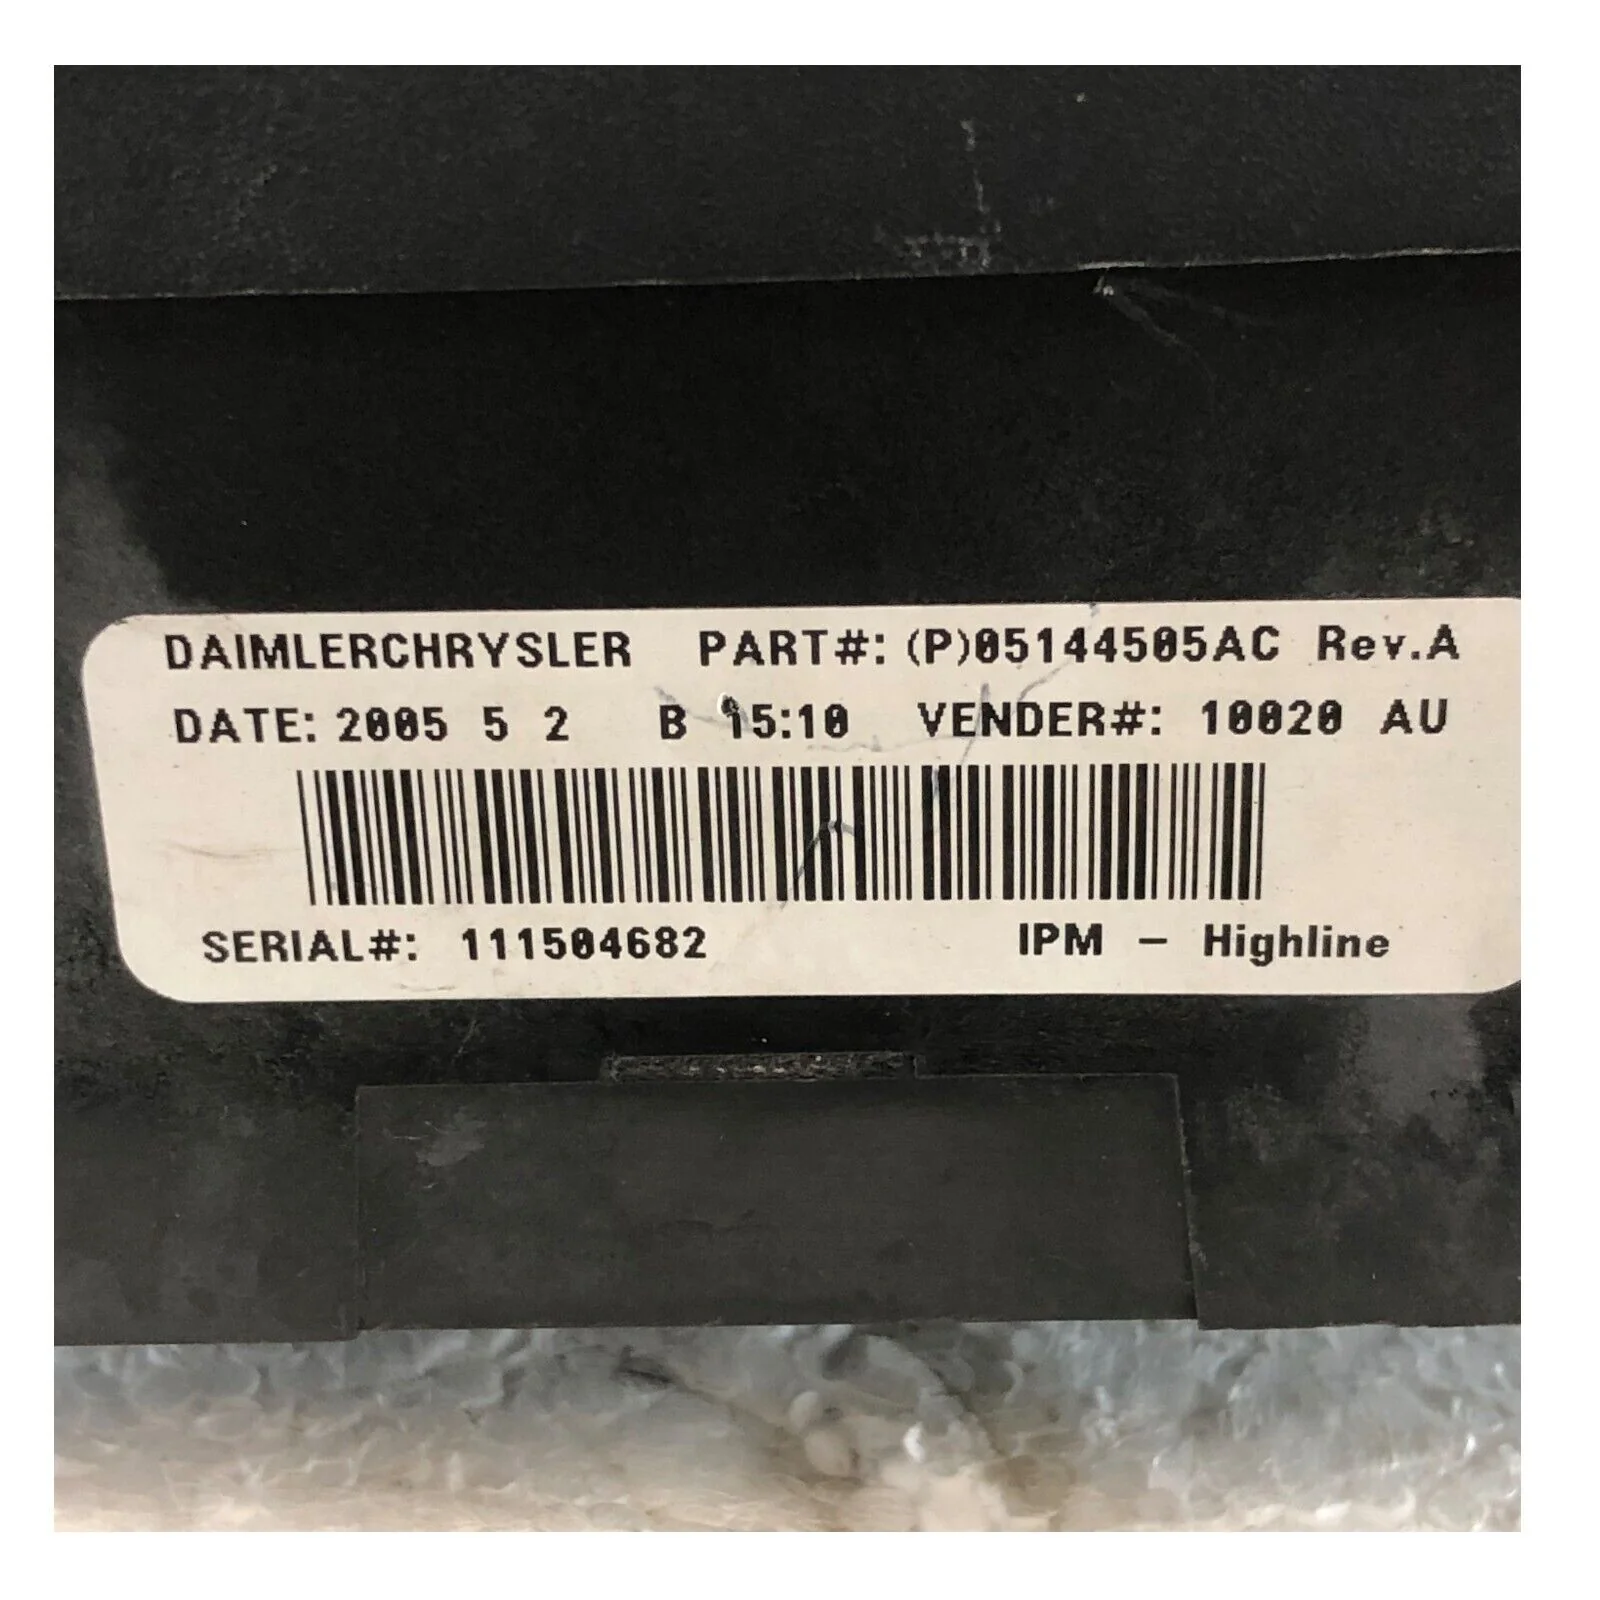 DAIMLERCHRYSLER PART#: (P)05144505AC Rev.A
DATE: 2005 5 2 B 15:10 VENDER#: 10020 AU
SERIAL#: 111504682 IPM - Highline